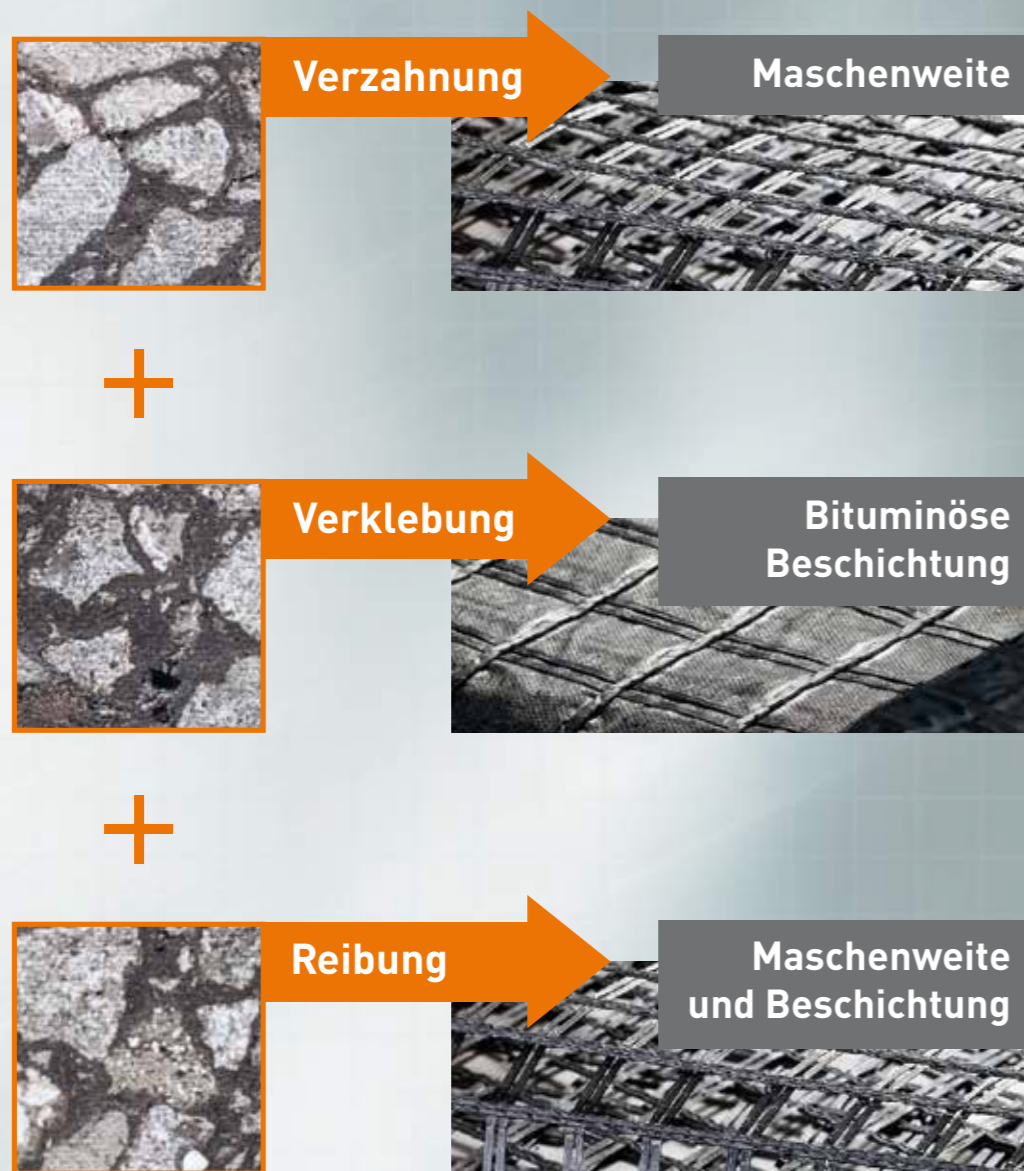 Verzahnung
Maschenweite
+
Verklebung
Bituminöse
Beschichtung
+
Reibung
Maschenweite
und Beschichtung